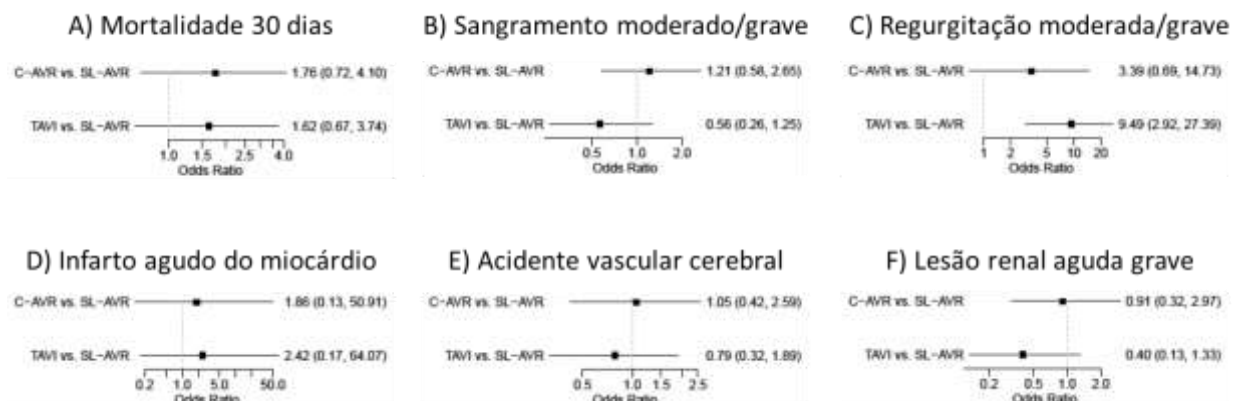 A) Mortalidade 30 dias
C-AVR vs. SL-AVR 1.76 (0.72, 4.10)
TAVI vs. SL-AVR 1.62 (0.67, 3.74)
1.0 1.5 2.5 4.0
Odds Ratio
B) Sangramento moderado/grave
C-AVR vs. SL-AVR 1.21 (0.58, 2.65)
TAVI vs. SL-AVR 0.56 (0.26, 1.25)
0.5 1.0 2.0
Odds Ratio
C) Regurgitação moderada/grave
C-AVR vs. SL-AVR 3.39 (0.69, 14.73)
TAVI vs. SL-AVR 9.49 (2.92, 27.39)
1 2 5 10 20
Odds Ratio
D) Infarto agudo do miocárdio
C-AVR vs. SL-AVR 1.86 (0.13, 50.91)
TAVI vs. SL-AVR 2.42 (0.17, 64.07)
0.2 1.0 5.0 50.0
Odds Ratio
E) Acidente vascular cerebral
C-AVR vs. SL-AVR 1.05 (0.42, 2.59)
TAVI vs. SL-AVR 0.79 (0.32, 1.89)
0.5 1.0 1.5 2.5
Odds Ratio
F) Lesão renal aguda grave
C-AVR vs. SL-AVR 0.91 (0.32, 2.97)
TAVI vs. SL-AVR 0.40 (0.13, 1.33)
0.2 0.5 1.0 2.0
Odds Ratio